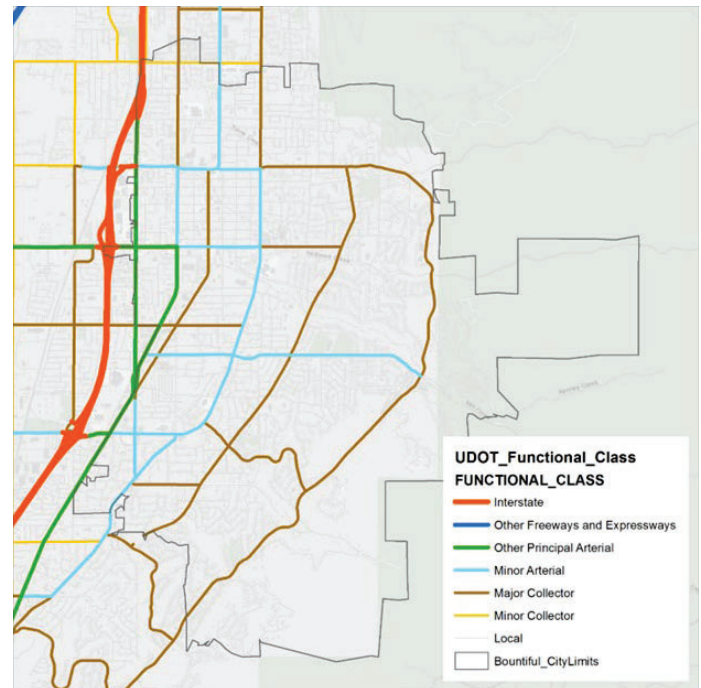 UDOT_Functional_Class
FUNCTIONAL_CLASS
Interstate
Other Freeways and Expressways
Other Principal Arterial
Minor Arterial
Major Collector
Minor Collector
Local
Bountiful_CityLimits